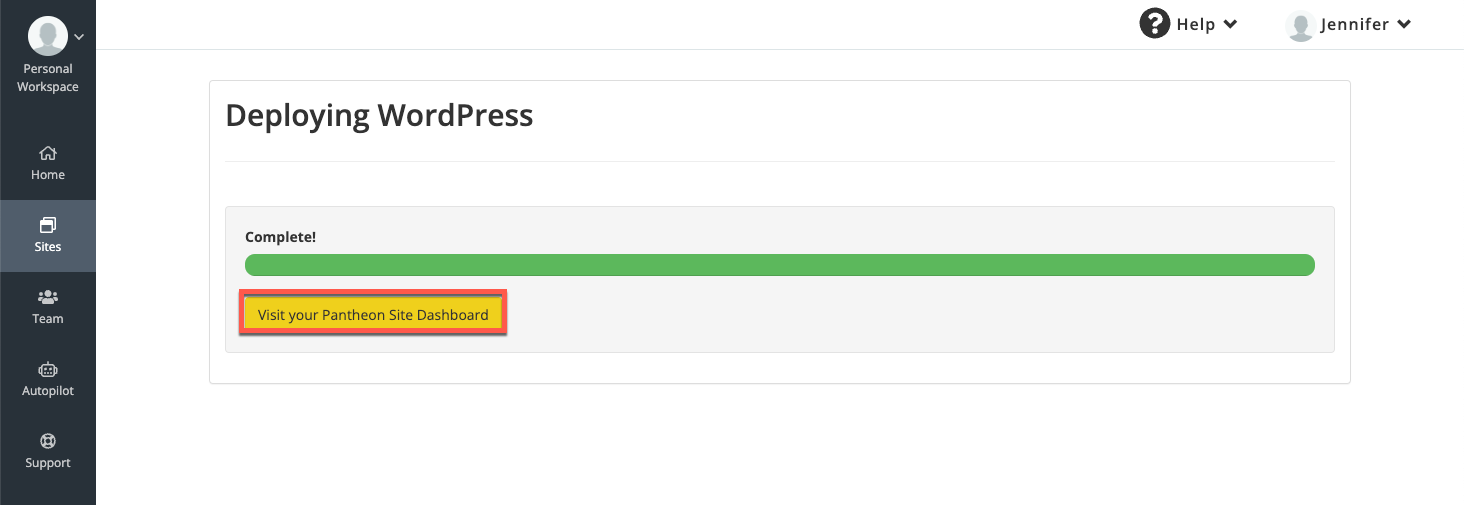 Personal
Workspace
Home
Sites
Team
Autopilot
Support
? Help
Jennifer
Deploying WordPress
Complete!
Visit your Pantheon Site Dashboard